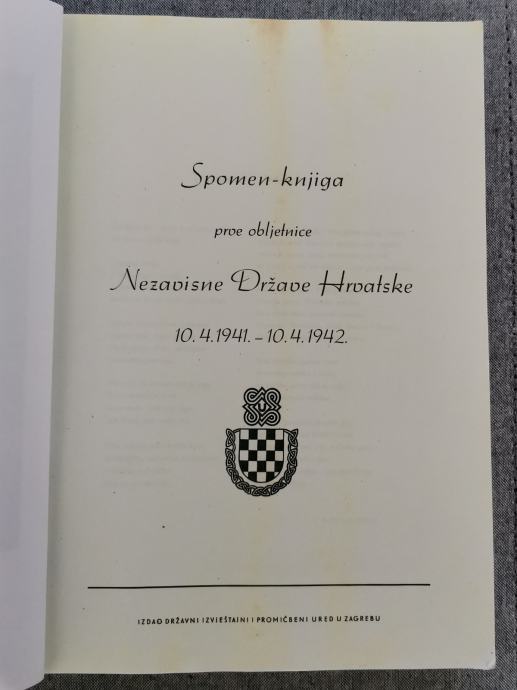 Spomen-knjiga
prve obljetnice
Nezavisne Države Hrvatske
10. 4. 1941. – 10. 4. 1942.
U
IZDAO DRŽAVNI IZVIEŠTAJNI I PROMIČBENI URED U ZAGREBU